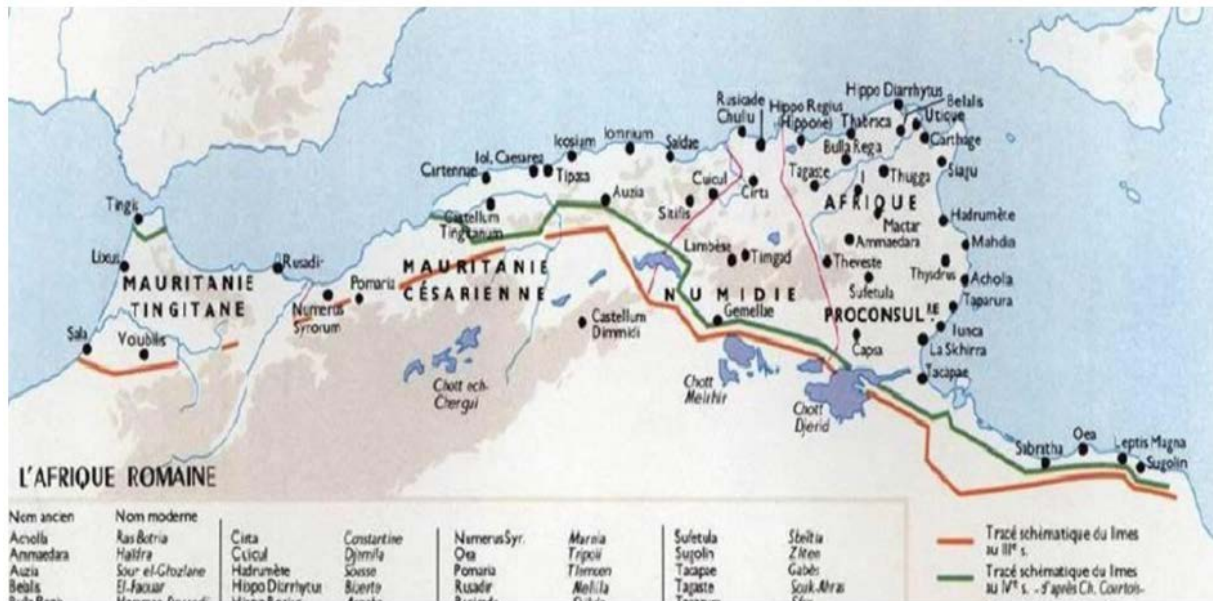 Hippo Diarrhytus
Belalis
Utique
Carthage
Siagu
Rusicade
Chullu
Hippo Regius
(Hippone)
Thabraca
Bulla Regia
Thugga
Tagaste
Icosium
Iomnium
Saldae
Iol, Caesarea
Tipasa
Cartennae
Auzia
Cuicul
Cirta
Sitifis
Castellum
Tingitanum
Tingis
Lixus
Rusadir
MAURITANIE
TINGITANE
Numerus
Syrorum
Pomaria
MAURITANIE
CÉSARIENNE
Sala
Voubilis
Lambèse
Timgad
NUMIDIE
AFRIQUE
Mactar
Ammaedara
Hadrumète
Mahdia
Theveste
Thysdrus
Acholla
Sufetula
Taparura
PROCONSUL.RE
Iunca
La Skhirra
Capsa
Tacapae
Gemellae
Castellum
Dimmidi
Chott ech-
Chergui
Chott
Melrhir
Chott
Djerid
Sabratha
Oea
Leptis Magna
Sugolin
L'AFRIQUE ROMAINE
Nom ancien Nom moderne
Acholla Ras Botria Cirta Constantine Numerus Syr. Marnia Sufetula Sbeïtla
Ammaedara Haïdra Cuicul Djimila Oea Tripoli Sugolin Zliten
Auzia Sour el-Ghozlane Hadrumète Sousse Pomaria Tlemcen Tacapae Gabès
Belalis El-Faouar Hippo Diarrhytus Bizerte Rusadir Melilla Tagaste Souk-Ahras
Tracé schématique du limes
au IIIe s.
Tracé schématique du limes
au IVe s. - d'après Ch. Courtois-